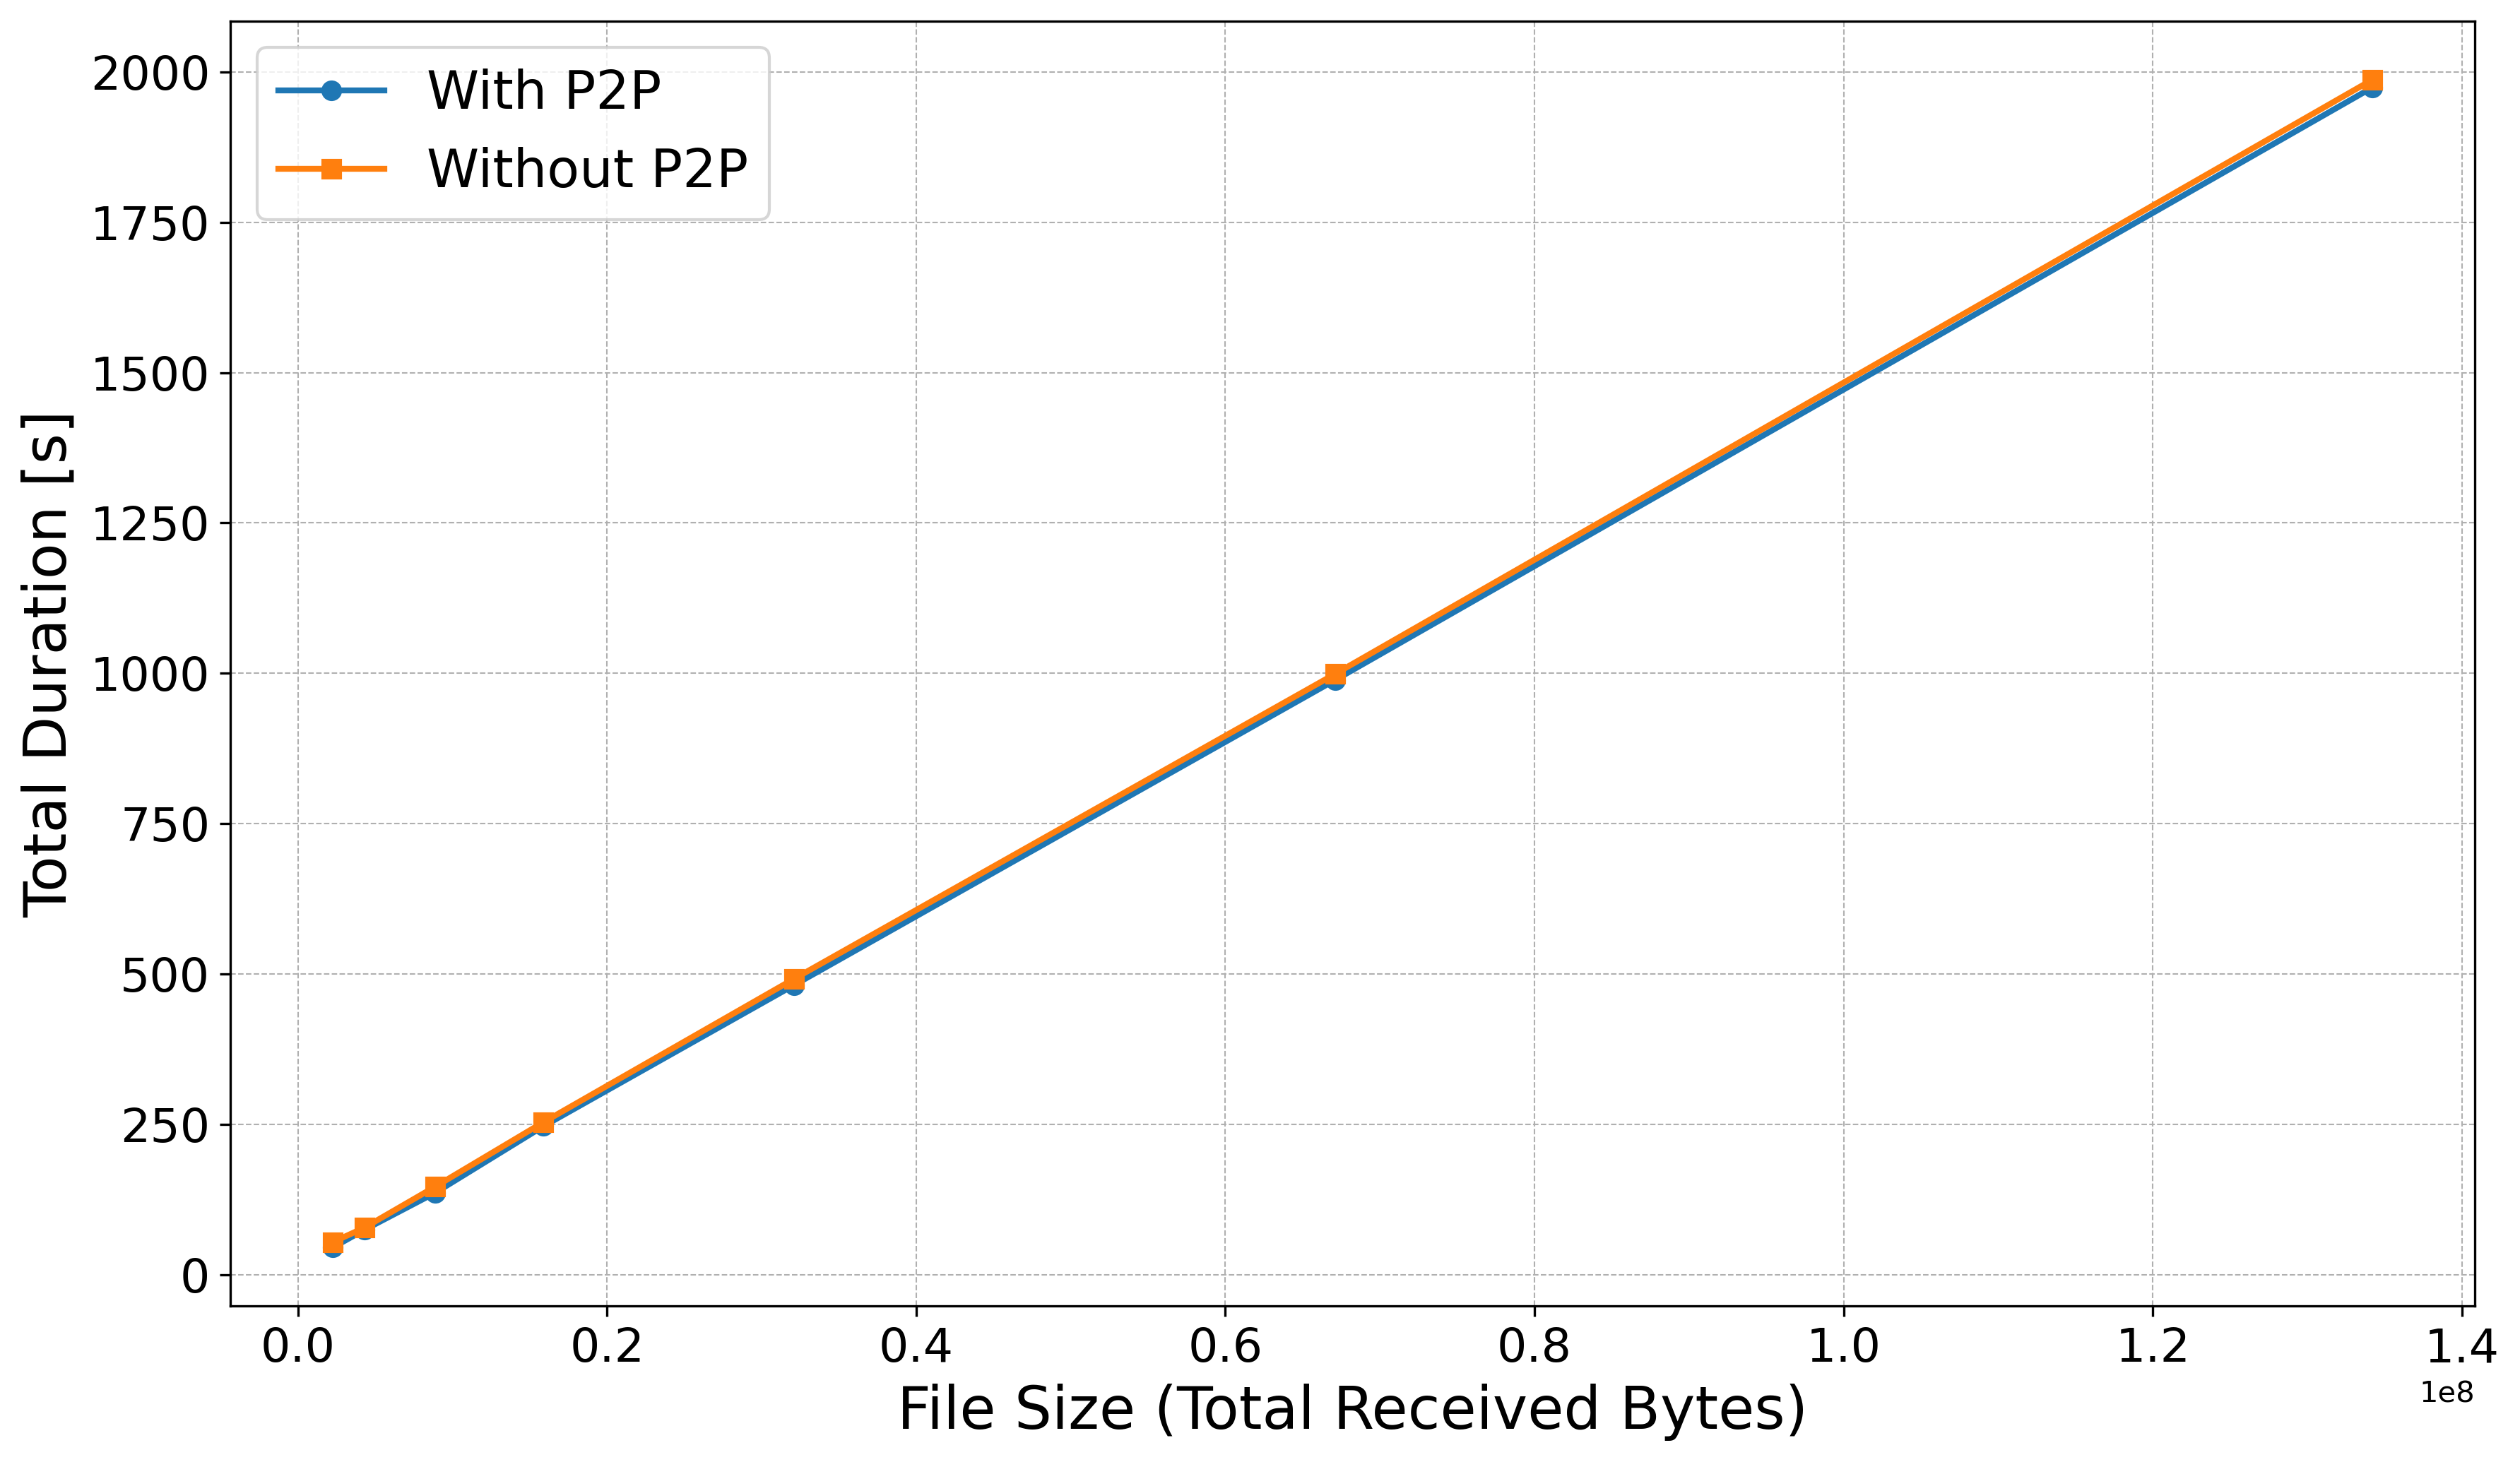 With P2P
Without P2P
Total Duration [s]
2000
1750
1500
1250
1000
750
500
250
0
0.0 0.2 0.4 0.6 0.8 1.0 1.2 1.4
1e8
File Size (Total Received Bytes)